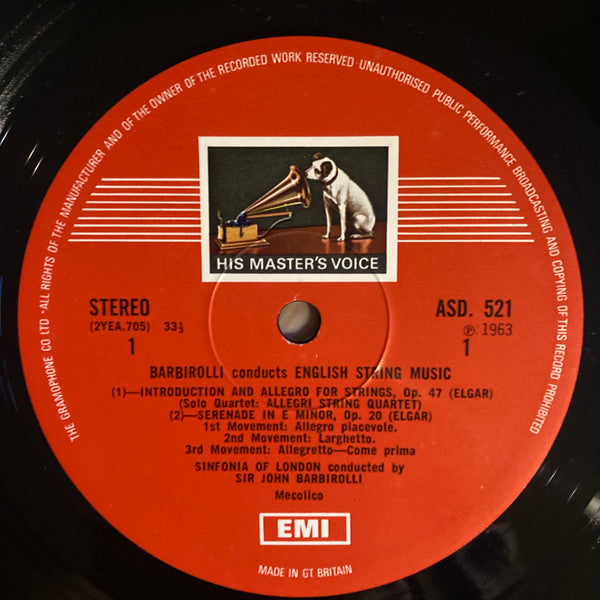 THE GRAMOPHONE CO LTD · ALL RIGHTS OF THE MANUFACTURER AND OF THE OWNER OF THE RECORDED WORK RESERVED · UNAUTHORISED PUBLIC PERFORMANCE BROADCASTING AND COPYING OF THIS RECORD PROHIBITED
HIS MASTER'S VOICE
STEREO
(2YEA.705) 33⅓
1
ASD. 521
Ⓟ 1963
1
BARBIROLLI conducts ENGLISH STRING MUSIC
(1)—INTRODUCTION AND ALLEGRO FOR STRINGS, Op. 47 (ELGAR)
(Solo Quartet: ALLEGRI STRING QUARTET)
(2)—SERENADE IN E MINOR, Op. 20 (ELGAR)
1st Movement: Allegro piacevole.
2nd Movement: Larghetto.
3rd Movement: Allegretto—Come prima
SINFONIA OF LONDON conducted by
SIR JOHN BARBIROLLI
Mecolico
EMI
MADE IN GT BRITAIN